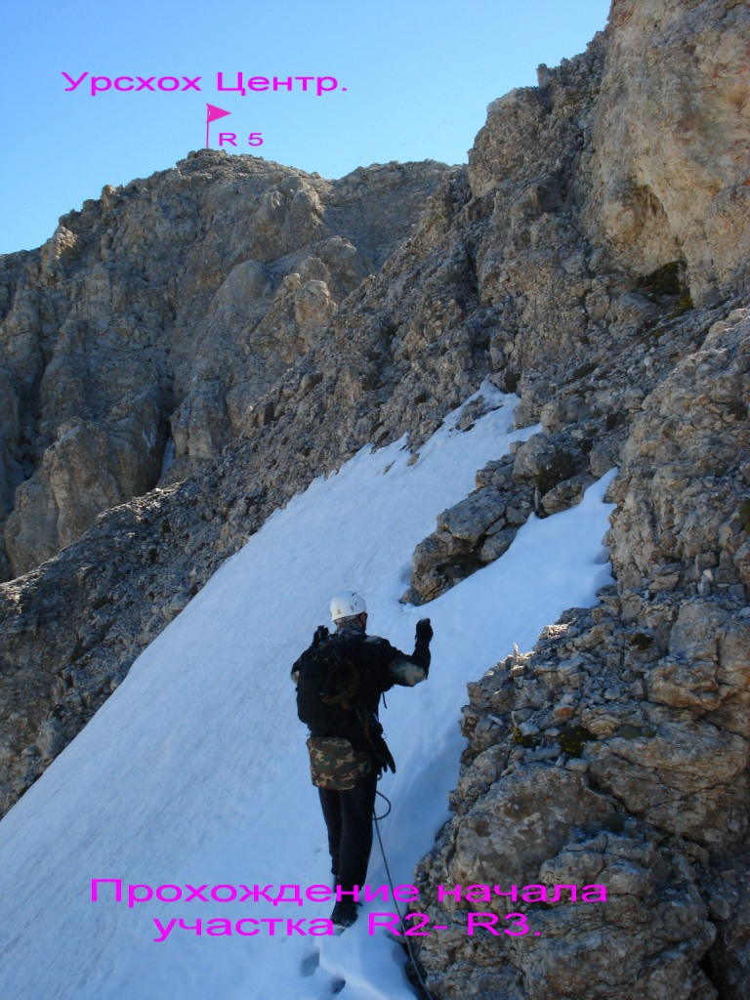 Урсхох Центр.
R 5
Прохождение начала
участка R2- R3.